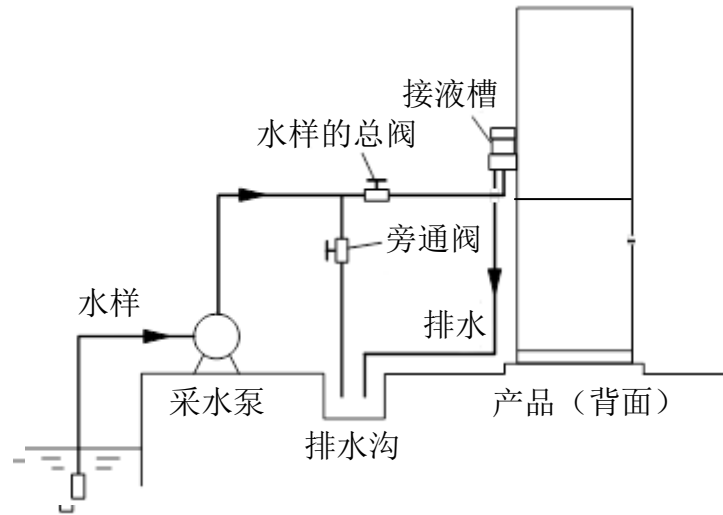 接液槽
水样的总阀
旁通阀
水样
排水
采水泵
产品（背面）
排水沟